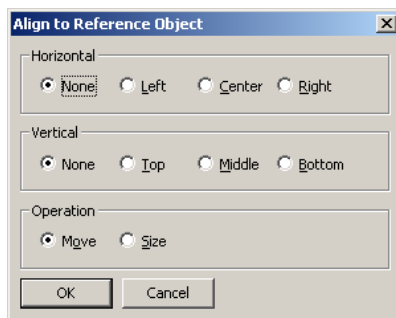 Align to Reference Object
Horizontal
None Left Center Right
Vertical
None Top Middle Bottom
Operation
Move Size
OK Cancel